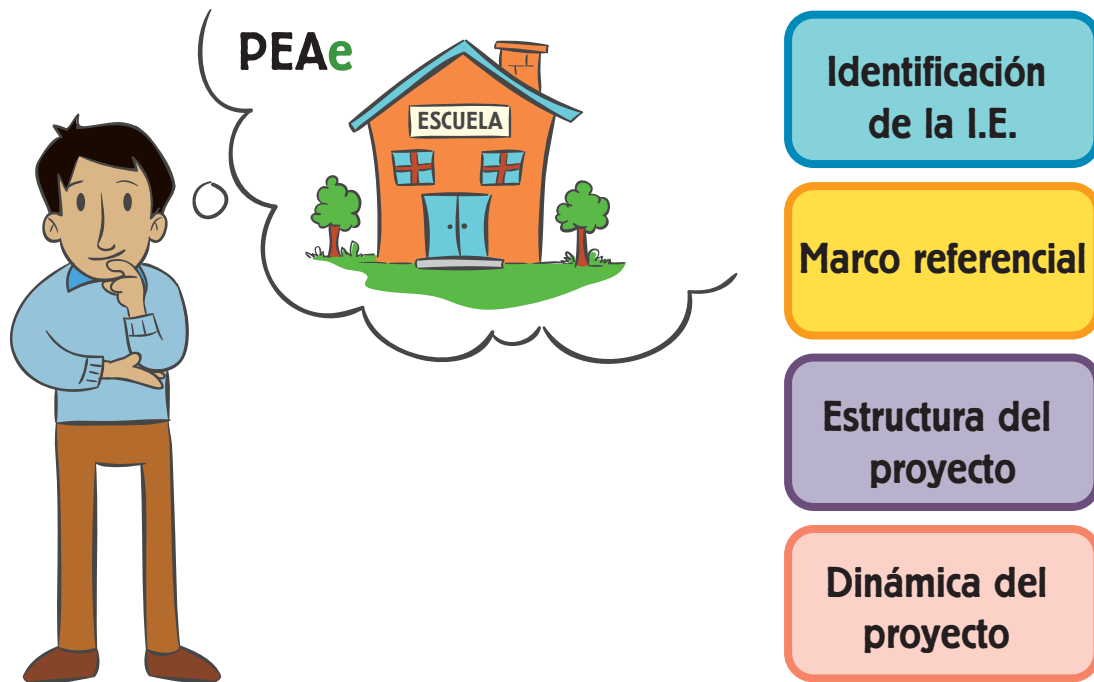 PEAe
ESCUELA
Identificación
de la I.E.
Marco referencial
Estructura del
proyecto
Dinámica del
proyecto